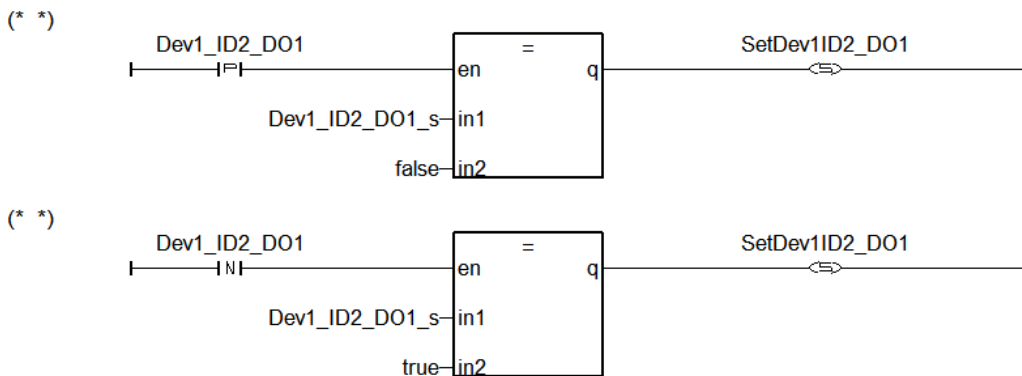 (* *)
Dev1_ID2_DO1
=
SetDev1ID2_DO1
P
en
q
S
Dev1_ID2_DO1_s
in1
false
in2
(* *)
Dev1_ID2_DO1
=
SetDev1ID2_DO1
N
en
q
S
Dev1_ID2_DO1_s
in1
true
in2